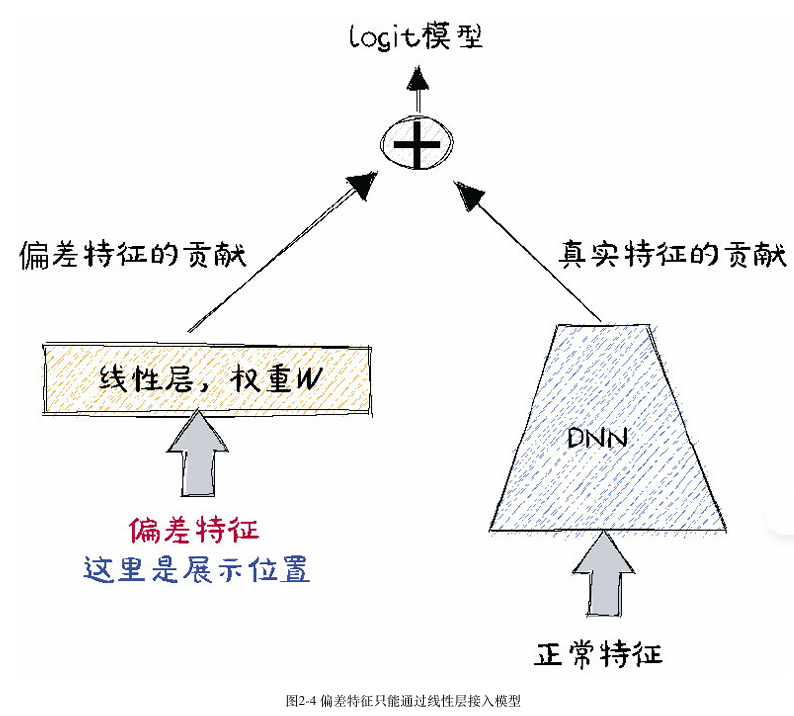 logit模型
偏差特征的贡献
真实特征的贡献
线性层，权重W
DNN
偏差特征
这里是展示位置
正常特征
图2-4 偏差特征只能通过线性层接入模型